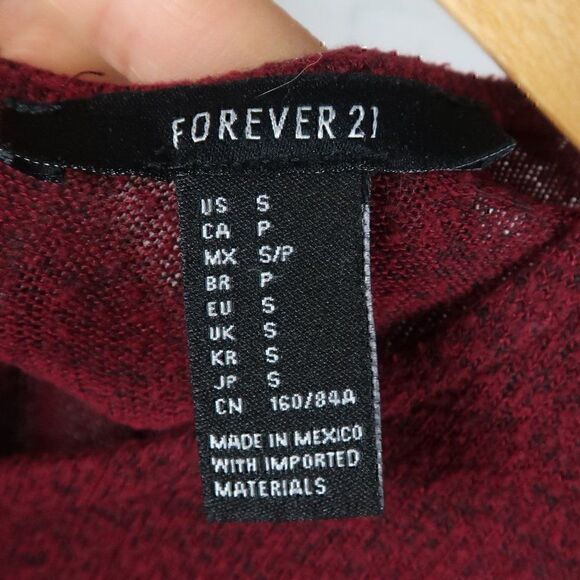 FOREVER 21
US S
CA P
MX S/P
BR P
EU S
UK S
KR S
JP S
CN 160/84A
MADE IN MEXICO
WITH IMPORTED
MATERIALS